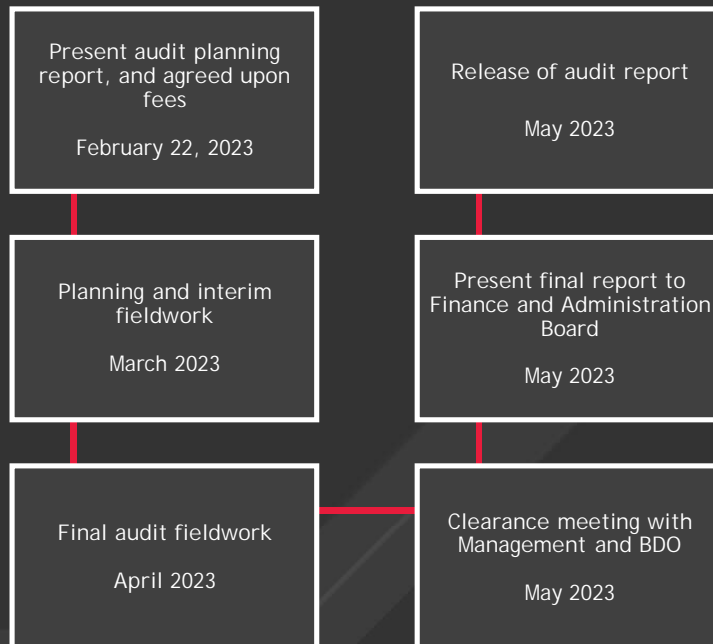 Present audit planning
report, and agreed upon
fees
February 22, 2023
Planning and interim
fieldwork
March 2023
Final audit fieldwork
April 2023
Clearance meeting with
Management and BDO
May 2023
Present final report to
Finance and Administration
Board
May 2023
Release of audit report
May 2023